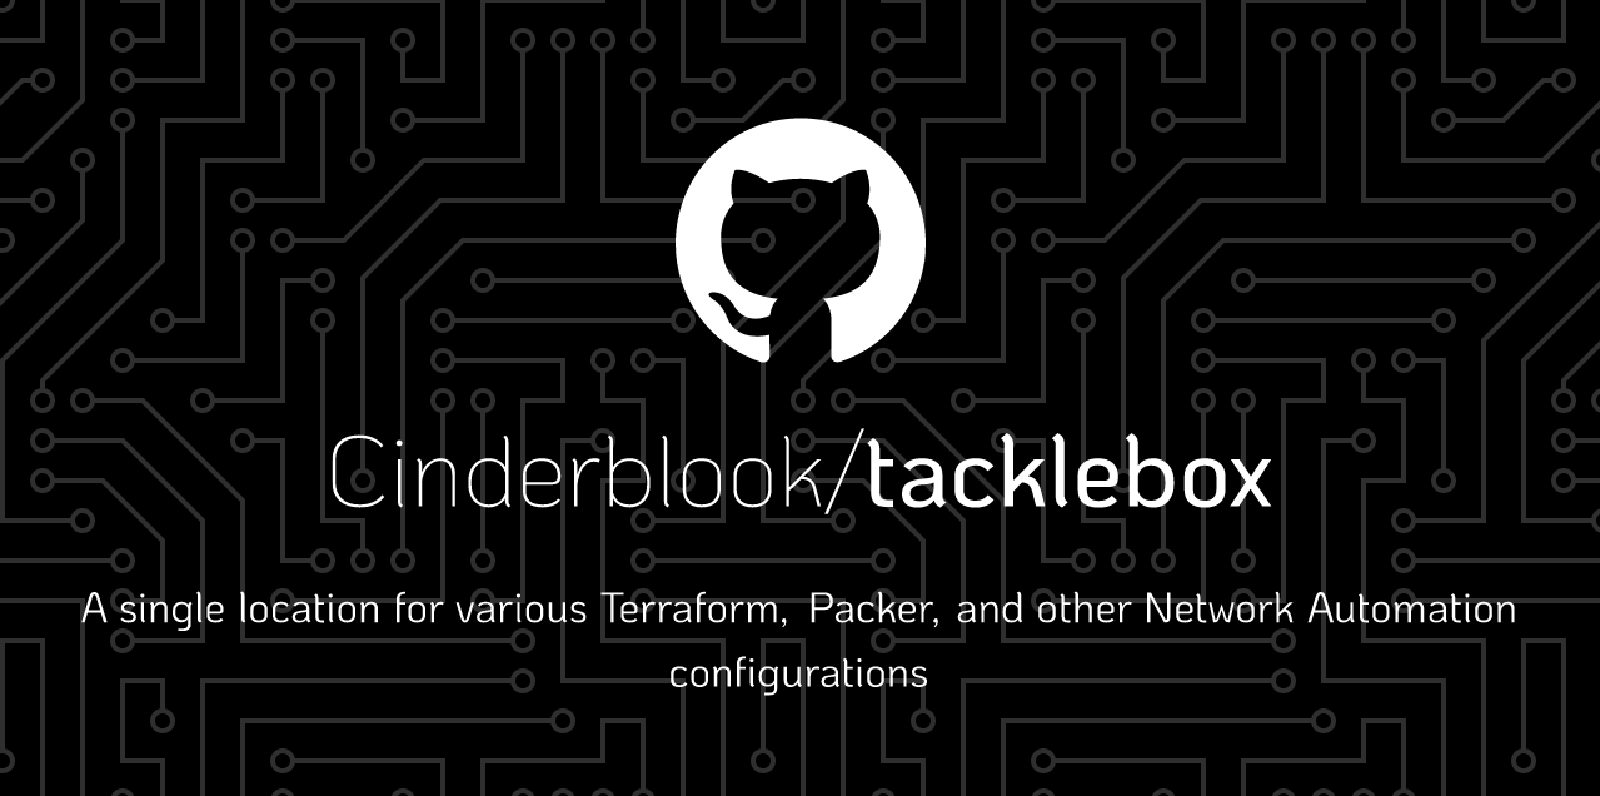 Cinderblook/tacklebox
A single location for various Terraform, Packer, and other Network Automation
configurations